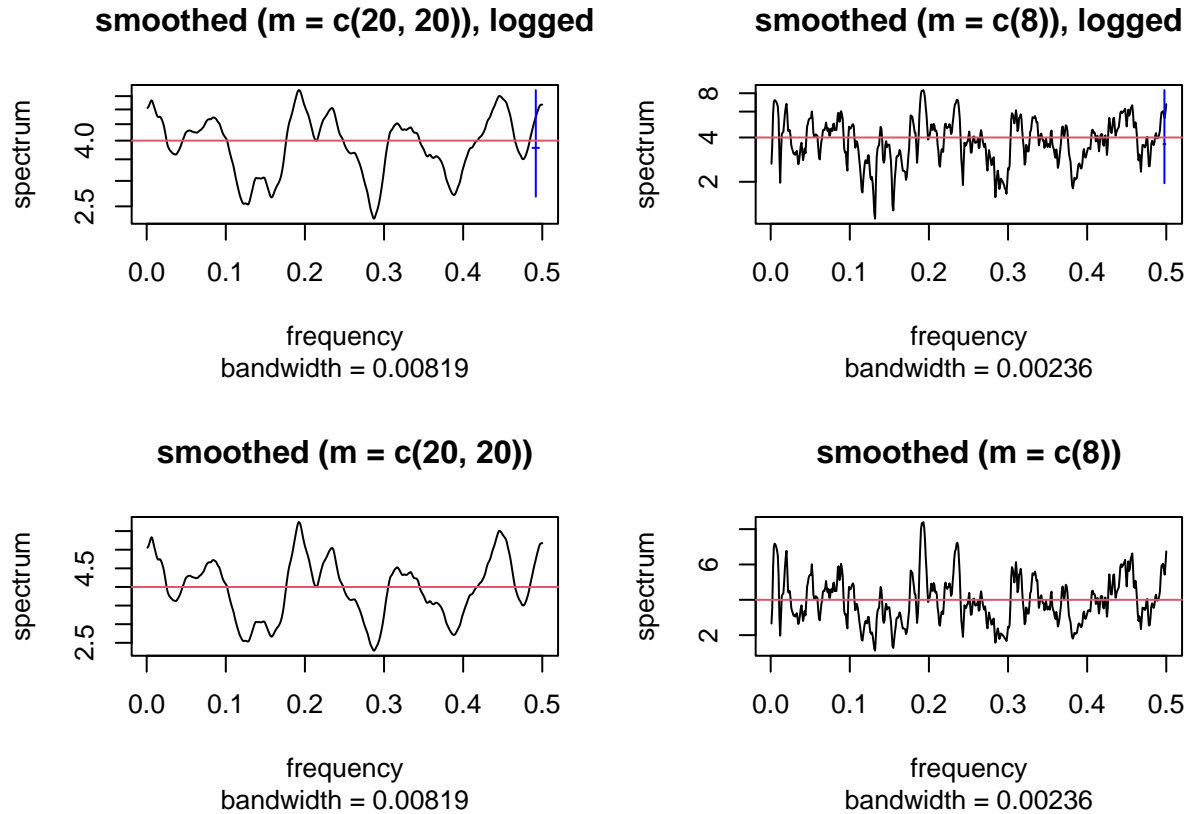 smoothed (m = c(20, 20)), logged
spectrum
2.5 4.0
0.0 0.1 0.2 0.3 0.4 0.5
frequency
bandwidth = 0.00819
smoothed (m = c(8)), logged
spectrum
2 4 8
0.0 0.1 0.2 0.3 0.4 0.5
frequency
bandwidth = 0.00236
smoothed (m = c(20, 20))
spectrum
2.5 4.5
0.0 0.1 0.2 0.3 0.4 0.5
frequency
bandwidth = 0.00819
smoothed (m = c(8))
spectrum
2 6
0.0 0.1 0.2 0.3 0.4 0.5
frequency
bandwidth = 0.00236